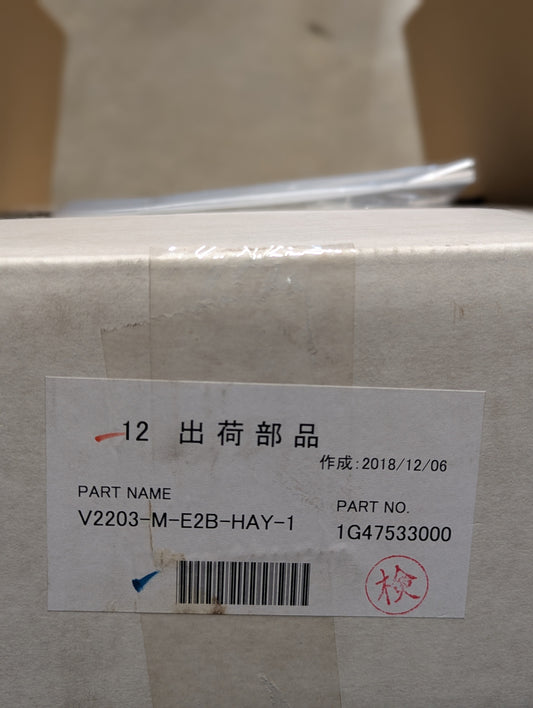 12 出荷部品
作成:2018/12/06
PART NAME
V2203-M-E2B-HAY-1
PART NO.
1G47533000
検